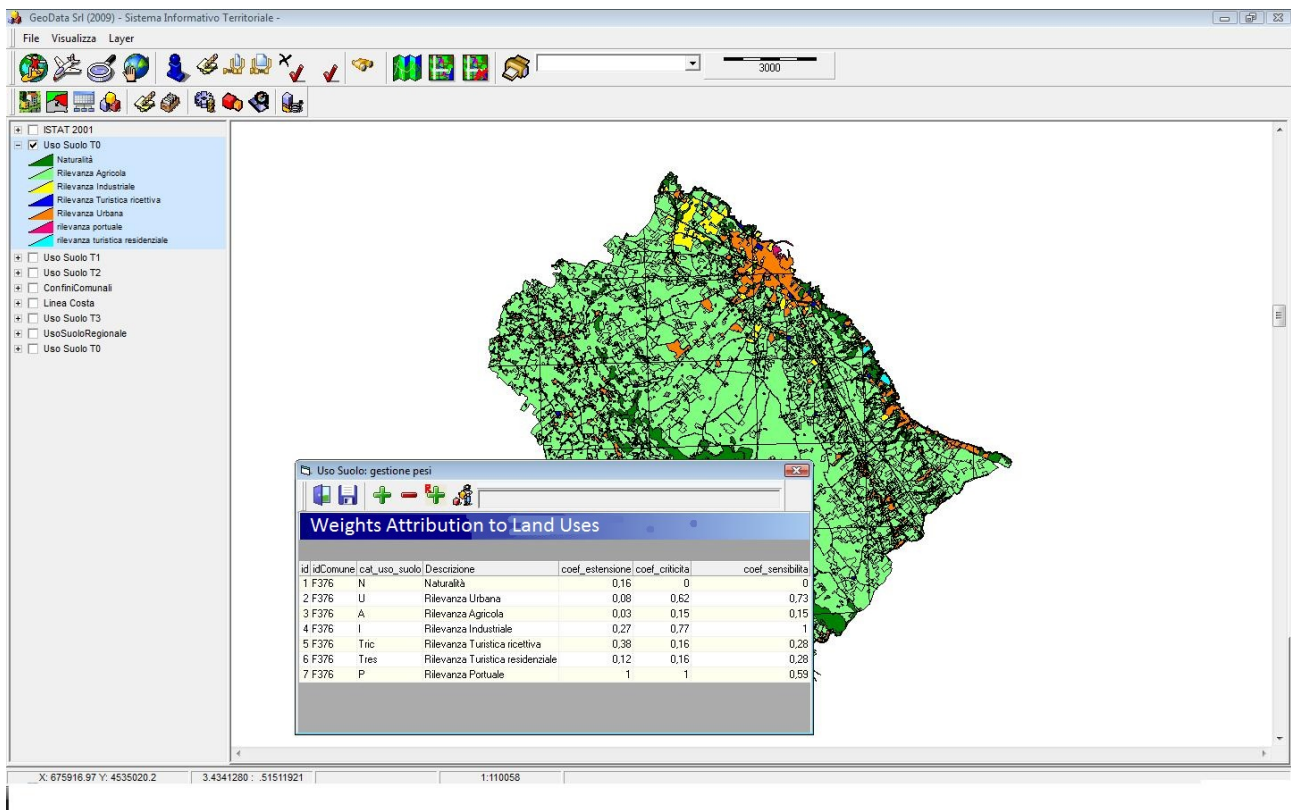 GeoData Srl (2009) - Sistema Informativo Territoriale -
File Visualizza Layer
3000
ISTAT 2001
Uso Suolo T0
Naturalità
Rilevanza Agricola
Rilevanza Industriale
Rilevanza Turistica ricettiva
Rilevanza Urbana
rilevanza portuale
rilevanza turistica residenziale
Uso Suolo T1
Uso Suolo T2
ConfiniComunali
Linea Costa
Uso Suolo T3
UsoSuoloRegionale
Uso Suolo T0
Uso Suolo: gestione pesi
R
Weights Attribution to Land Uses
id idComune cat_uso_suolo Descrizione coef_estensione coef_criticita coef_sensibilita
1 F376 N Naturalità 0,16 0 0
2 F376 U Rilevanza Urbana 0,08 0,62 0,73
3 F376 A Rilevanza Agricola 0,03 0,15 0,15
4 F376 I Rilevanza Industriale 0,27 0,77 1
5 F376 Tric Rilevanza Turistica ricettiva 0,38 0,16 0,28
6 F376 Tres Rilevanza Turistica residenziale 0,12 0,16 0,28
7 F376 P Rilevanza Portuale 1 1 0,59
X: 675916.97 Y: 4535020.2 3.4341280 : .51511921 1:110058